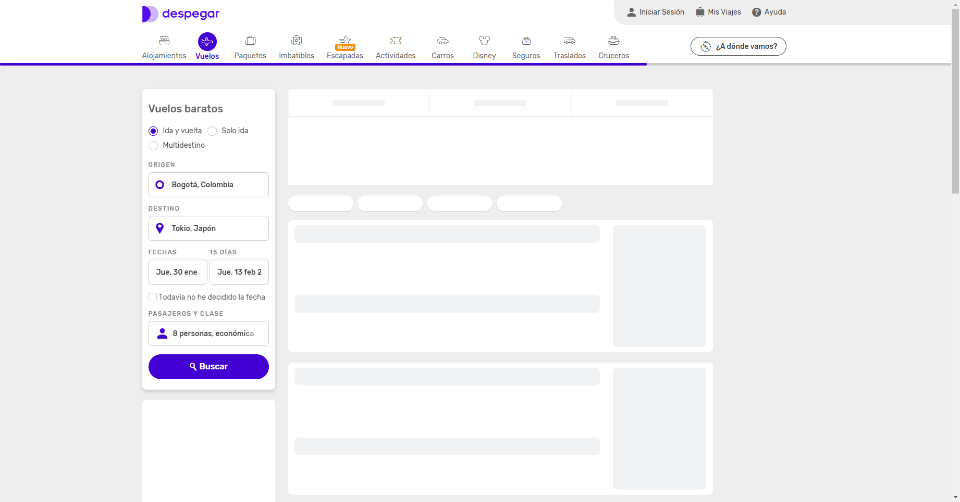 despegar
Iniciar Sesión
Mis Viajes
Ayuda
Alojamientos
Vuelos
Paquetes
Imbatibles
Nuevo
Escapadas
Actividades
Carros
Disney
Seguros
Traslados
Cruceros
¿A dónde vamos?
Vuelos baratos
Ida y vuelta
Solo ida
Multidestino
ORIGEN
Bogotá, Colombia
DESTINO
Tokio, Japón
FECHAS
15 DÍAS
Jue. 30 ene
Jue. 13 feb 2
Todavía no he decidido la fecha
PASAJEROS Y CLASE
8 personas, económica
Buscar